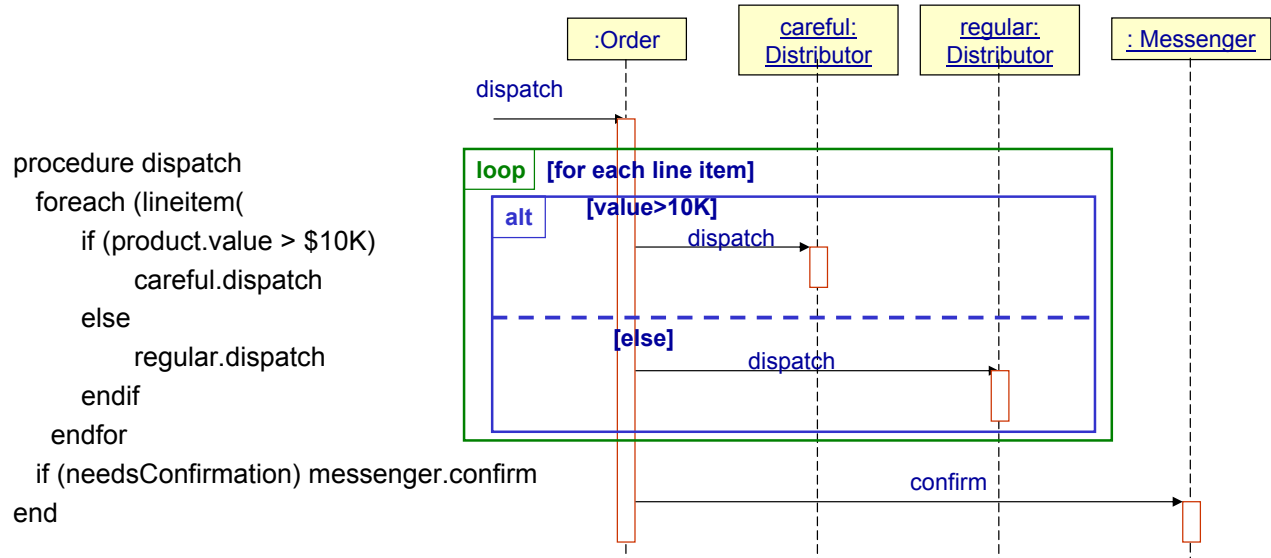 procedure dispatch
foreach (lineitem(
if (product.value > $10K)
careful.dispatch
else
regular.dispatch
endif
endfor
if (needsConfirmation) messenger.confirm
end
:Order
careful:
Distributor
regular:
Distributor
: Messenger
dispatch
loop
[for each line item]
alt
[value>10K]
dispatch
[else]
dispatch
confirm